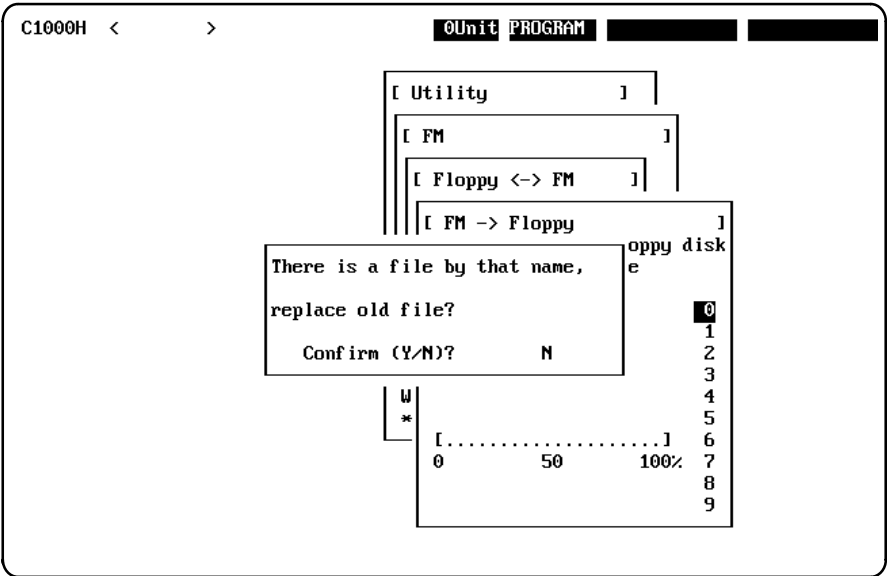 C1000H < > 0Unit PROGRAM
[ Utility ]
[ FM ]
[ Floppy <-> FM ]
[ FM -> Floppy ]
oppy disk
There is a file by that name,
e
replace old file?
0
1
Confirm (Y/N)? N
2
3
W 4
* 5
[....................] 6
0 50 100% 7
8
9